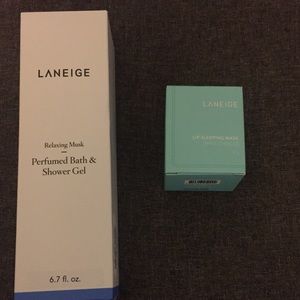 LANEIGE
Relaxing Musk
Perfumed Bath &
Shower Gel
6.7 fl. oz.
LANEIGE
LIP SLEEPING MASK